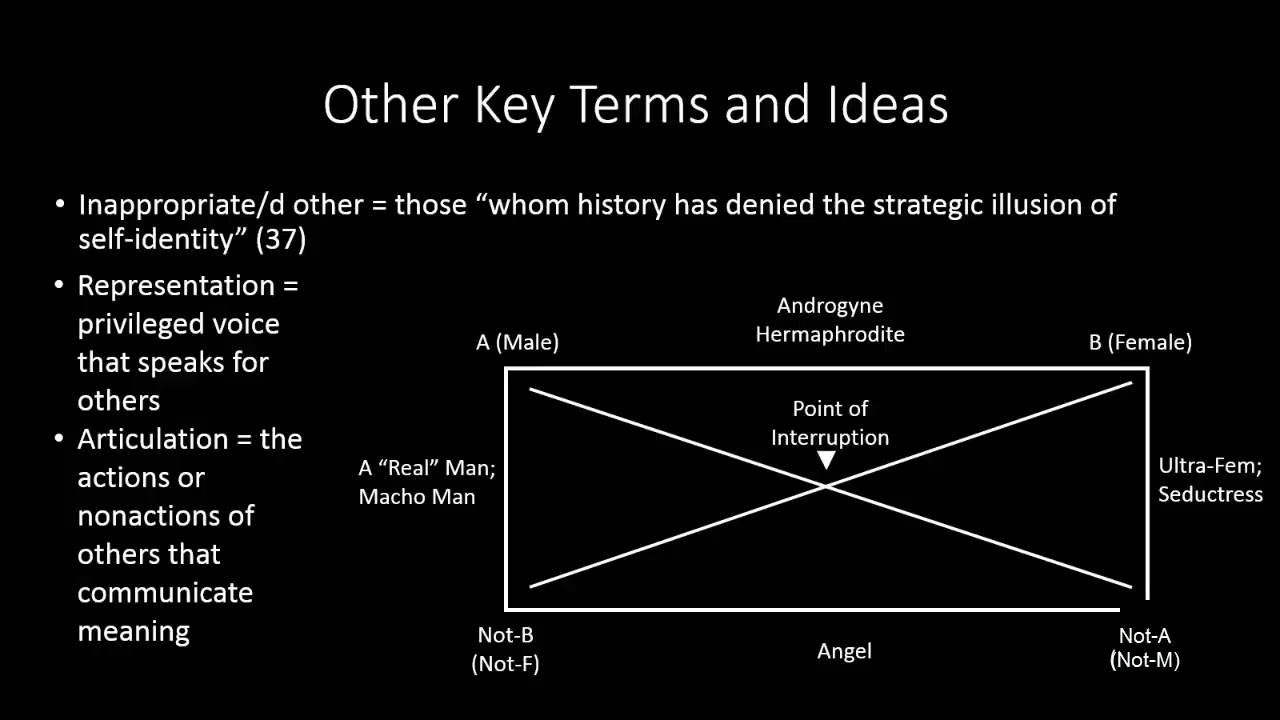 Other Key Terms and Ideas
• Inappropriate/d other = those “whom history has denied the strategic illusion of
self-identity” (37)
• Representation =
privileged voice
that speaks for
others
• Articulation = the
actions or
nonactions of
others that
communicate
meaning
Androgyne
Hermaphrodite
A (Male)
B (Female)
Point of
Interruption
A “Real” Man;
Macho Man
Ultra-Fem;
Seductress
Not-B
(Not-F)
Angel
Not-A
(Not-M)